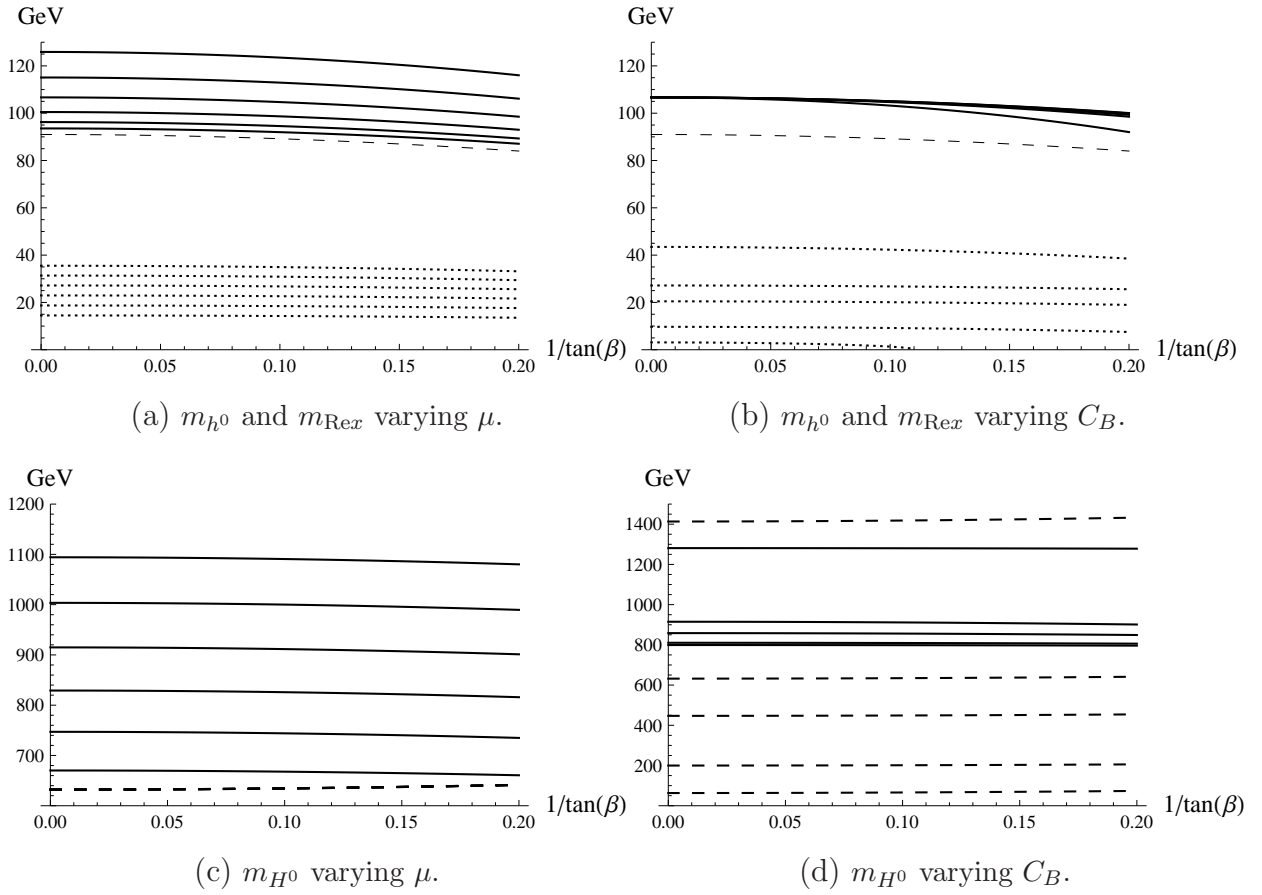 GeV
120
100
80
60
40
20
0.00 0.05 0.10 0.15 0.20
1/tan(β)
(a) m_{h^0} and m_{Rex} varying μ.
GeV
120
100
80
60
40
20
0.00 0.05 0.10 0.15 0.20
1/tan(β)
(b) m_{h^0} and m_{Rex} varying C_B.
GeV
1200
1100
1000
900
800
700
0.00 0.05 0.10 0.15 0.20
1/tan(β)
(c) m_{H^0} varying μ.
GeV
1400
1200
1000
800
600
400
200
0.00 0.05 0.10 0.15 0.20
1/tan(β)
(d) m_{H^0} varying C_B.